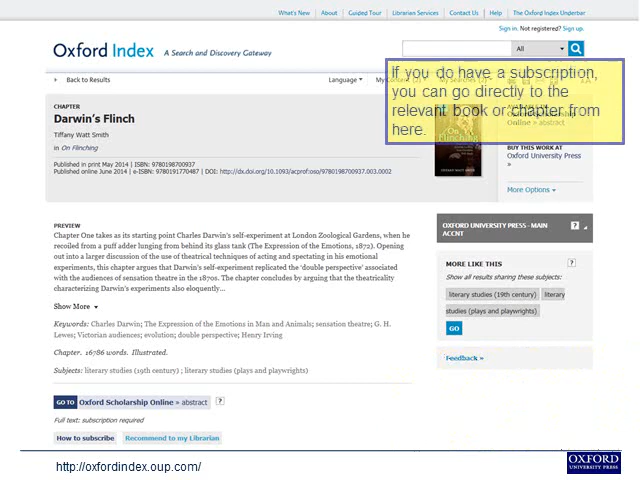 What's New | About | Guided Tour | Librarian Services | Contact Us | Help | The Oxford Index Underbar
Sign in. Not registered? Sign up.
Oxford Index A Search and Discovery Gateway
All
Back to Results
Language
My Content (2)
My Searches (2)
If you do have a subscription,
you can go directly to the
relevant book or chapter from
here.
CHAPTER
Darwin's Flinch
Tiffany Watt Smith
in On Flinching
Published in print May 2014 | ISBN: 9780198700937
Published online June 2014 | e-ISBN: 9780191770487 | DOI: http://dx.doi.org/10.1093/acprof:oso/9780198700937.003.0002
On
Flinching
Online » abstract
BUY THIS WORK AT
Oxford University Press
»
More Options
PREVIEW
Chapter One takes as its starting point Charles Darwin's self-experiment at London Zoological Gardens, when he
recoiled from a puff adder lunging from behind its glass tank (The Expression of the Emotions, 1872). Opening
out into a larger discussion of the use of theatrical techniques of acting and spectating in his emotional
experiments, this chapter argues that Darwin's self-experiment replicated the 'double perspective' associated
with the audiences of sensation theatre in the 1870s. The chapter concludes by arguing that the theatricality
characterizing Darwin's experiments also eloquently...
Show More
Keywords: Charles Darwin; The Expression of the Emotions in Man and Animals; sensation theatre; G. H.
Lewes; Victorian audiences; evolution; double perspective; Henry Irving
Chapter. 16786 words. Illustrated.
Subjects: literary studies (19th century) ; literary studies (plays and playwrights)
GO TO Oxford Scholarship Online » abstract ?
Full text: subscription required
How to subscribe Recommend to my Librarian
OXFORD UNIVERSITY PRESS - MAIN
ACCNT
?
MORE LIKE THIS ?
Show all results sharing these subjects:
literary studies (19th century) literary
studies (plays and playwrights)
GO
Feedback »
http://oxfordindex.oup.com/
OXFORD
UNIVERSITY PRESS